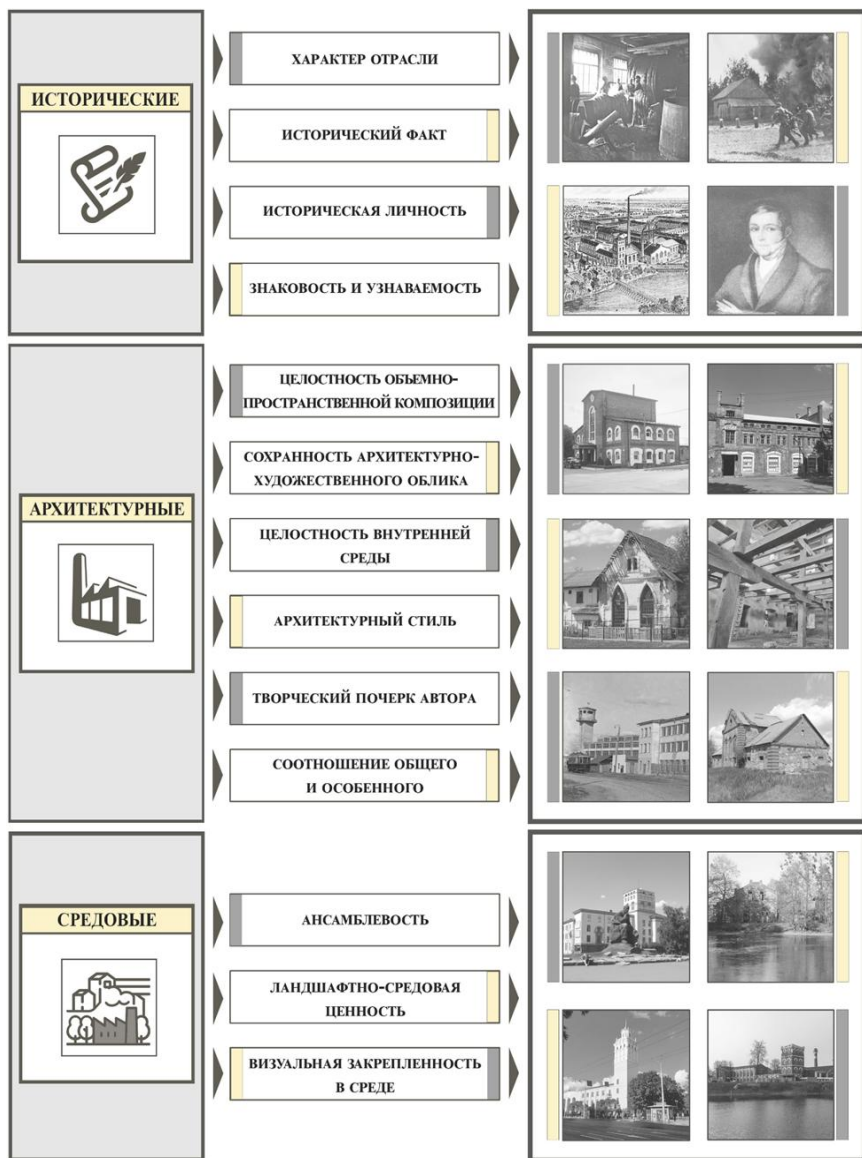 ИСТОРИЧЕСКИЕ
ХАРАКТЕР ОТРАСЛИ
ИСТОРИЧЕСКИЙ ФАКТ
ИСТОРИЧЕСКАЯ ЛИЧНОСТЬ
ЗНАКОВОСТЬ И УЗНАВАЕМОСТЬ
АРХИТЕКТУРНЫЕ
ЦЕЛОСТНОСТЬ ОБЪЕМНО-
ПРОСТРАНСТВЕННОЙ КОМПОЗИЦИИ
СОХРАННОСТЬ АРХИТЕКТУРНО-
ХУДОЖЕСТВЕННОГО ОБЛИКА
ЦЕЛОСТНОСТЬ ВНУТРЕННЕЙ
СРЕДЫ
АРХИТЕКТУРНЫЙ СТИЛЬ
ТВОРЧЕСКИЙ ПОЧЕРК АВТОРА
СООТНОШЕНИЕ ОБЩЕГО
И ОСОБЕННОГО
СРЕДОВЫЕ
АНСАМБЛЕВОСТЬ
ЛАНДШАФТНО-СРЕДОВАЯ
ЦЕННОСТЬ
ВИЗУАЛЬНАЯ ЗАКРЕПЛЕННОСТЬ
В СРЕДЕ